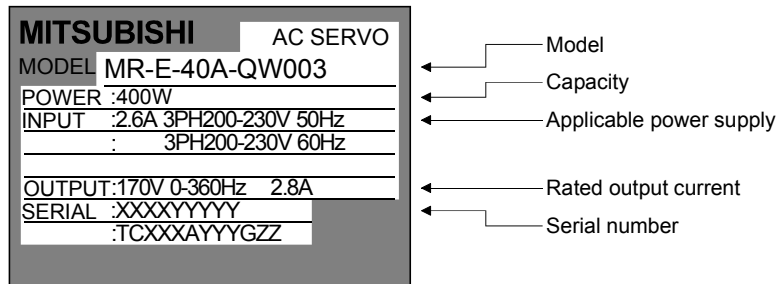 MITSUBISHI AC SERVO
MODEL MR-E-40A-QW003
POWER :400W
INPUT :2.6A 3PH200-230V 50Hz
: 3PH200-230V 60Hz
OUTPUT:170V 0-360Hz 2.8A
SERIAL :XXXXYYYYY
:TCXXXAYYYGZZ
Model
Capacity
Applicable power supply
Rated output current
Serial number